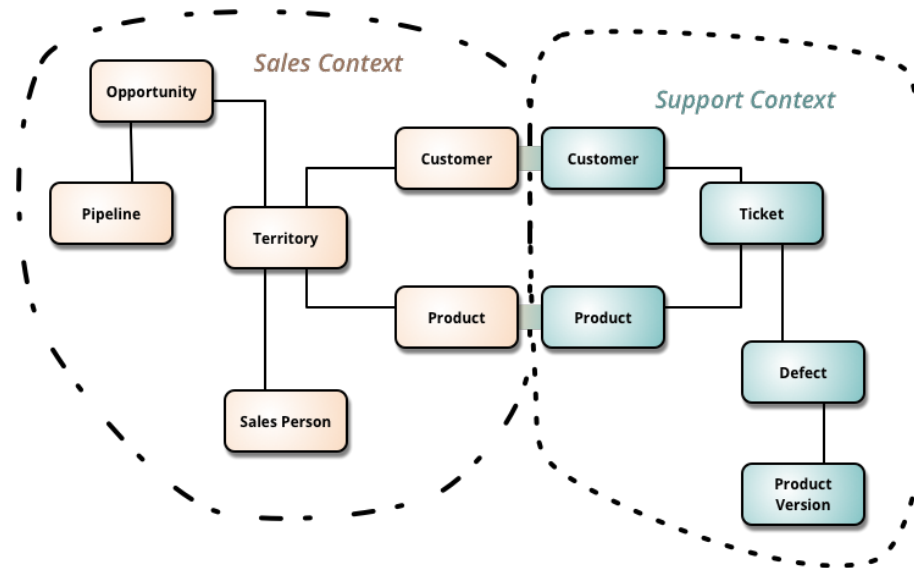 Sales Context
Opportunity
Support Context
Customer
Customer
Pipeline
Ticket
Territory
Product
Product
Defect
Sales Person
Product
Version